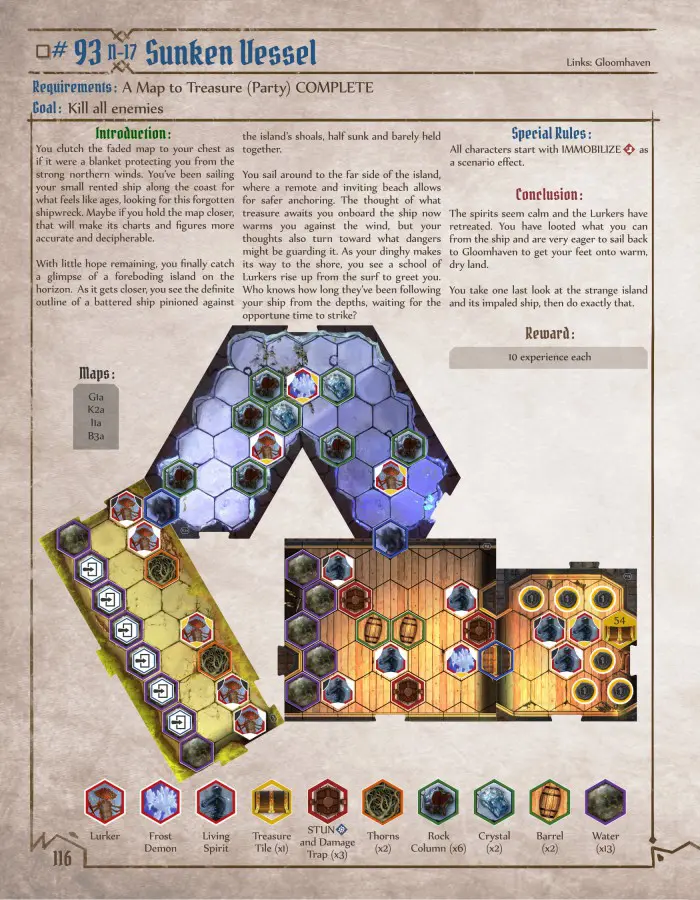 # 93 N-17 Sunken Vessel
Links: Gloomhaven
Requirements: A Map to Treasure (Party) COMPLETE
Goal: Kill all enemies
Introduction:
You clutch the faded map to your chest as
if it were a blanket protecting you from the
strong northern winds. You've been sailing
your small rented ship along the coast for
what feels like ages, looking for this forgotten
shipwreck. Maybe if you hold the map closer,
that will make its charts and figures more
accurate and decipherable.
With little hope remaining, you finally catch
a glimpse of a foreboding island on the
horizon. As it gets closer, you see the definite
outline of a battered ship pinioned against
the island's shoals, half sunk and barely held
together.
You sail around to the far side of the island,
where a remote and inviting beach allows
for safer anchoring. The thought of what
treasure awaits you onboard the ship now
warms you against the wind, but your
thoughts also turn toward what dangers
might be guarding it. As your dinghy makes
its way to the shore, you see a school of
Lurkers rise up from the surf to greet you.
Who knows how long they've been following
your ship from the depths, waiting for the
opportune time to strike?
Special Rules:
All characters start with IMMOBILIZE as
a scenario effect.
Conclusion:
The spirits seem calm and the Lurkers have
retreated. You have looted what you can
from the ship and are very eager to sail back
to Gloomhaven to get your feet onto warm,
dry land.
You take one last look at the strange island
and its impaled ship, then do exactly that.
Reward:
10 experience each
Maps:
G1a
K2a
I1a
B3a
54
Lurker
Frost
Demon
Living
Spirit
Treasure
Tile (x1)
STUN
and Damage
Trap (x3)
Thorns
(x2)
Rock
Column (x6)
Crystal
(x2)
Barrel
(x2)
Water
(x13)
116